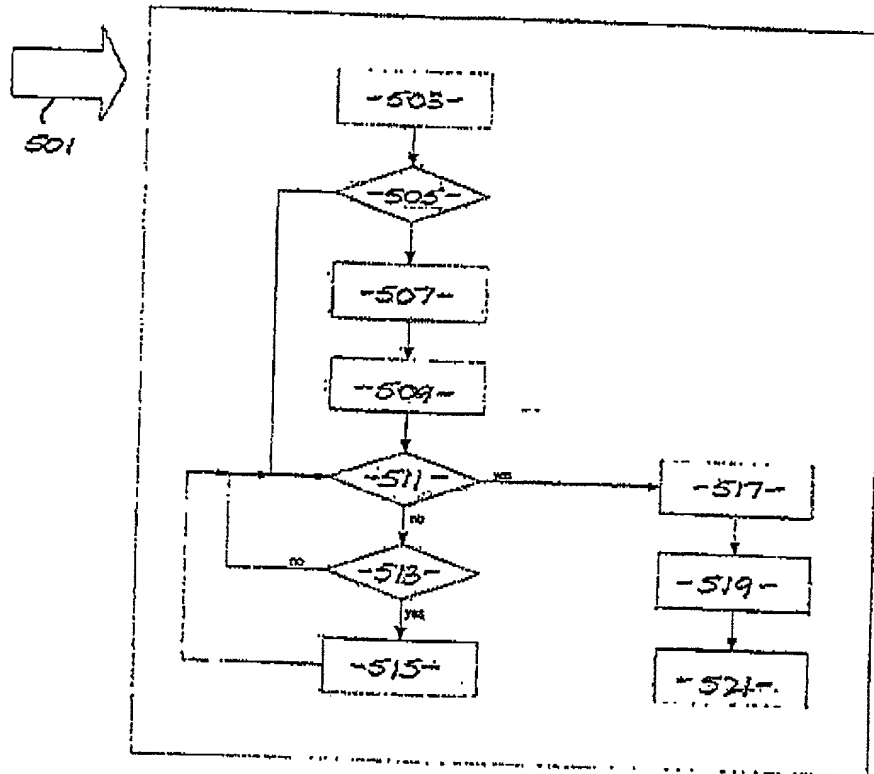 501
-503-
-505-
-507-
-509-
-511-
yes
-517-
no
no
-513-
-519-
yes
-515-
-521-